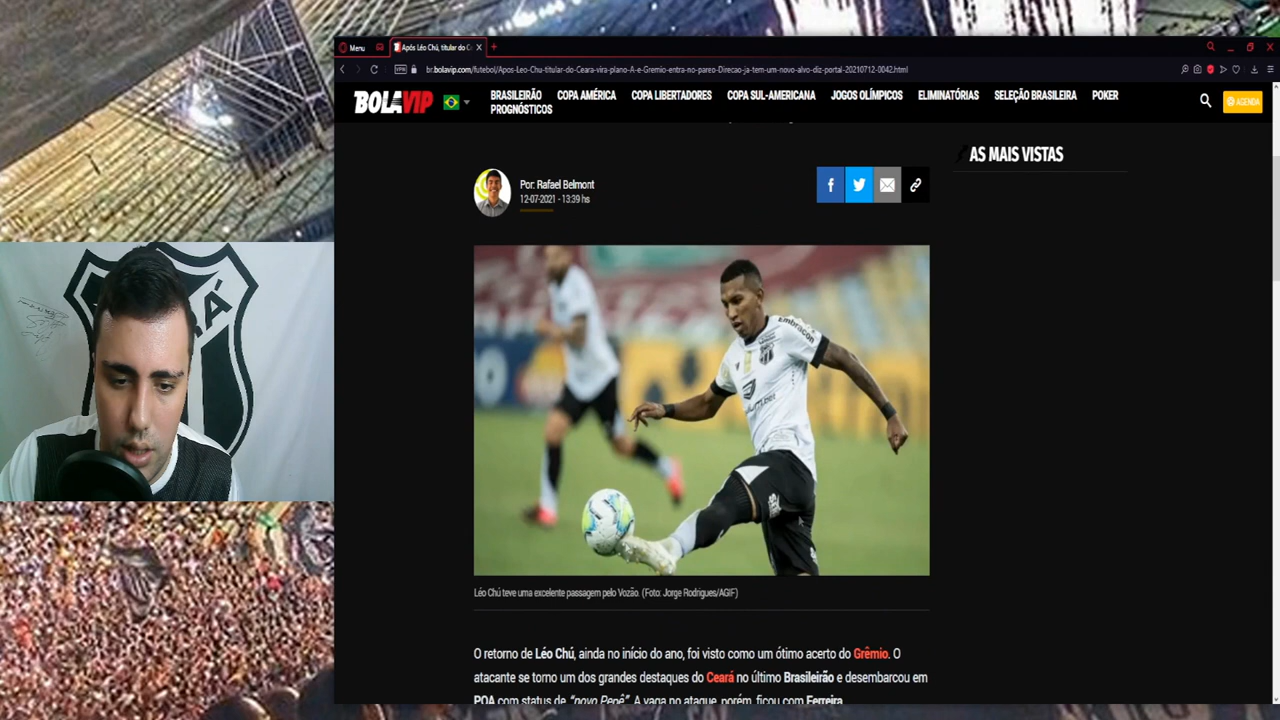 Menu
Após Léo Chú, titular do Ce
br.bolavip.com/futebol/Apos-Leo-Chu-titular-do-Ceara-vira-plano-A-e-Gremio-entra-no-pareo-Direcao-ja-tem-um-novo-alvo-diz-portal-20210712-0042.html
VPN
BOLAVIP
BRASILEIRÃO COPA AMÉRICA COPA LIBERTADORES COPA SUL-AMERICANA JOGOS OLÍMPICOS ELIMINATÓRIAS SELEÇÃO BRASILEIRA POKER
PROGNÓSTICOS
AGENDA
AS MAIS VISTAS
Por: Rafael Belmont
12-07-2021 - 13:39 hs
Embracon
Léo Chú teve uma excelente passagem pelo Vozão. (Foto: Jorge Rodrigues/AGIF)
O retorno de Léo Chú, ainda no início do ano, foi visto como um ótimo acerto do Grêmio. O
atacante se torno um dos grandes destaques do Ceará no último Brasileirão e desembarcou em
POA com status de "novo Pepê". A vaga no ataque, porém, ficou com Ferreira.